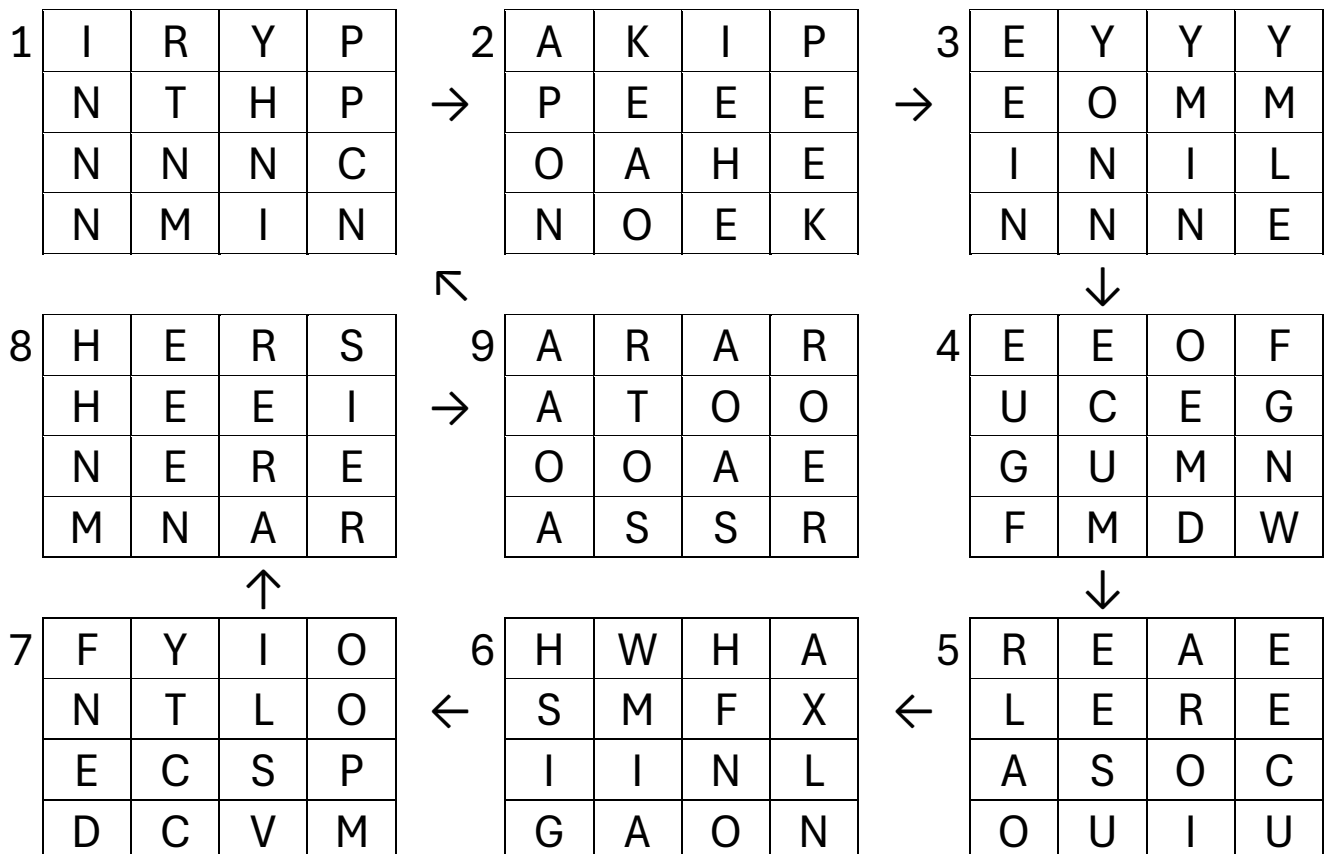 1 I R Y P 2 A K I P 3 E Y Y Y
N T H P → P E E E → E O M M
N N N C O A H E I N I L
N M I N N O E K N N N E
↖ ↓
8 H E R S 9 A R A R 4 E E O F
H E E I → A T O O U C E G
N E R E O O A E G U M N
M N A R A S S R F M D W
↑ ↓
7 F Y I O 6 H W H A 5 R E A E
N T L O ← S M F X ← L E R E
E C S P I I N L A S O C
D C V M G A O N O U I U